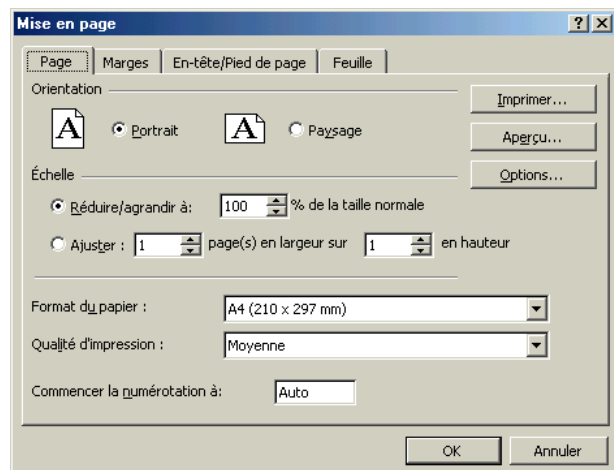 Mise en page
Page Marges En-tête/Pied de page Feuille
Orientation
Imprimer...
A Portrait A Paysage
Aperçu...
Échelle
Options...
Réduire/agrandir à: 100 % de la taille normale
Ajuster : 1 page(s) en largeur sur 1 en hauteur
Format du papier : A4 (210 x 297 mm)
Qualité d'impression : Moyenne
Commencer la numérotation à: Auto
OK Annuler